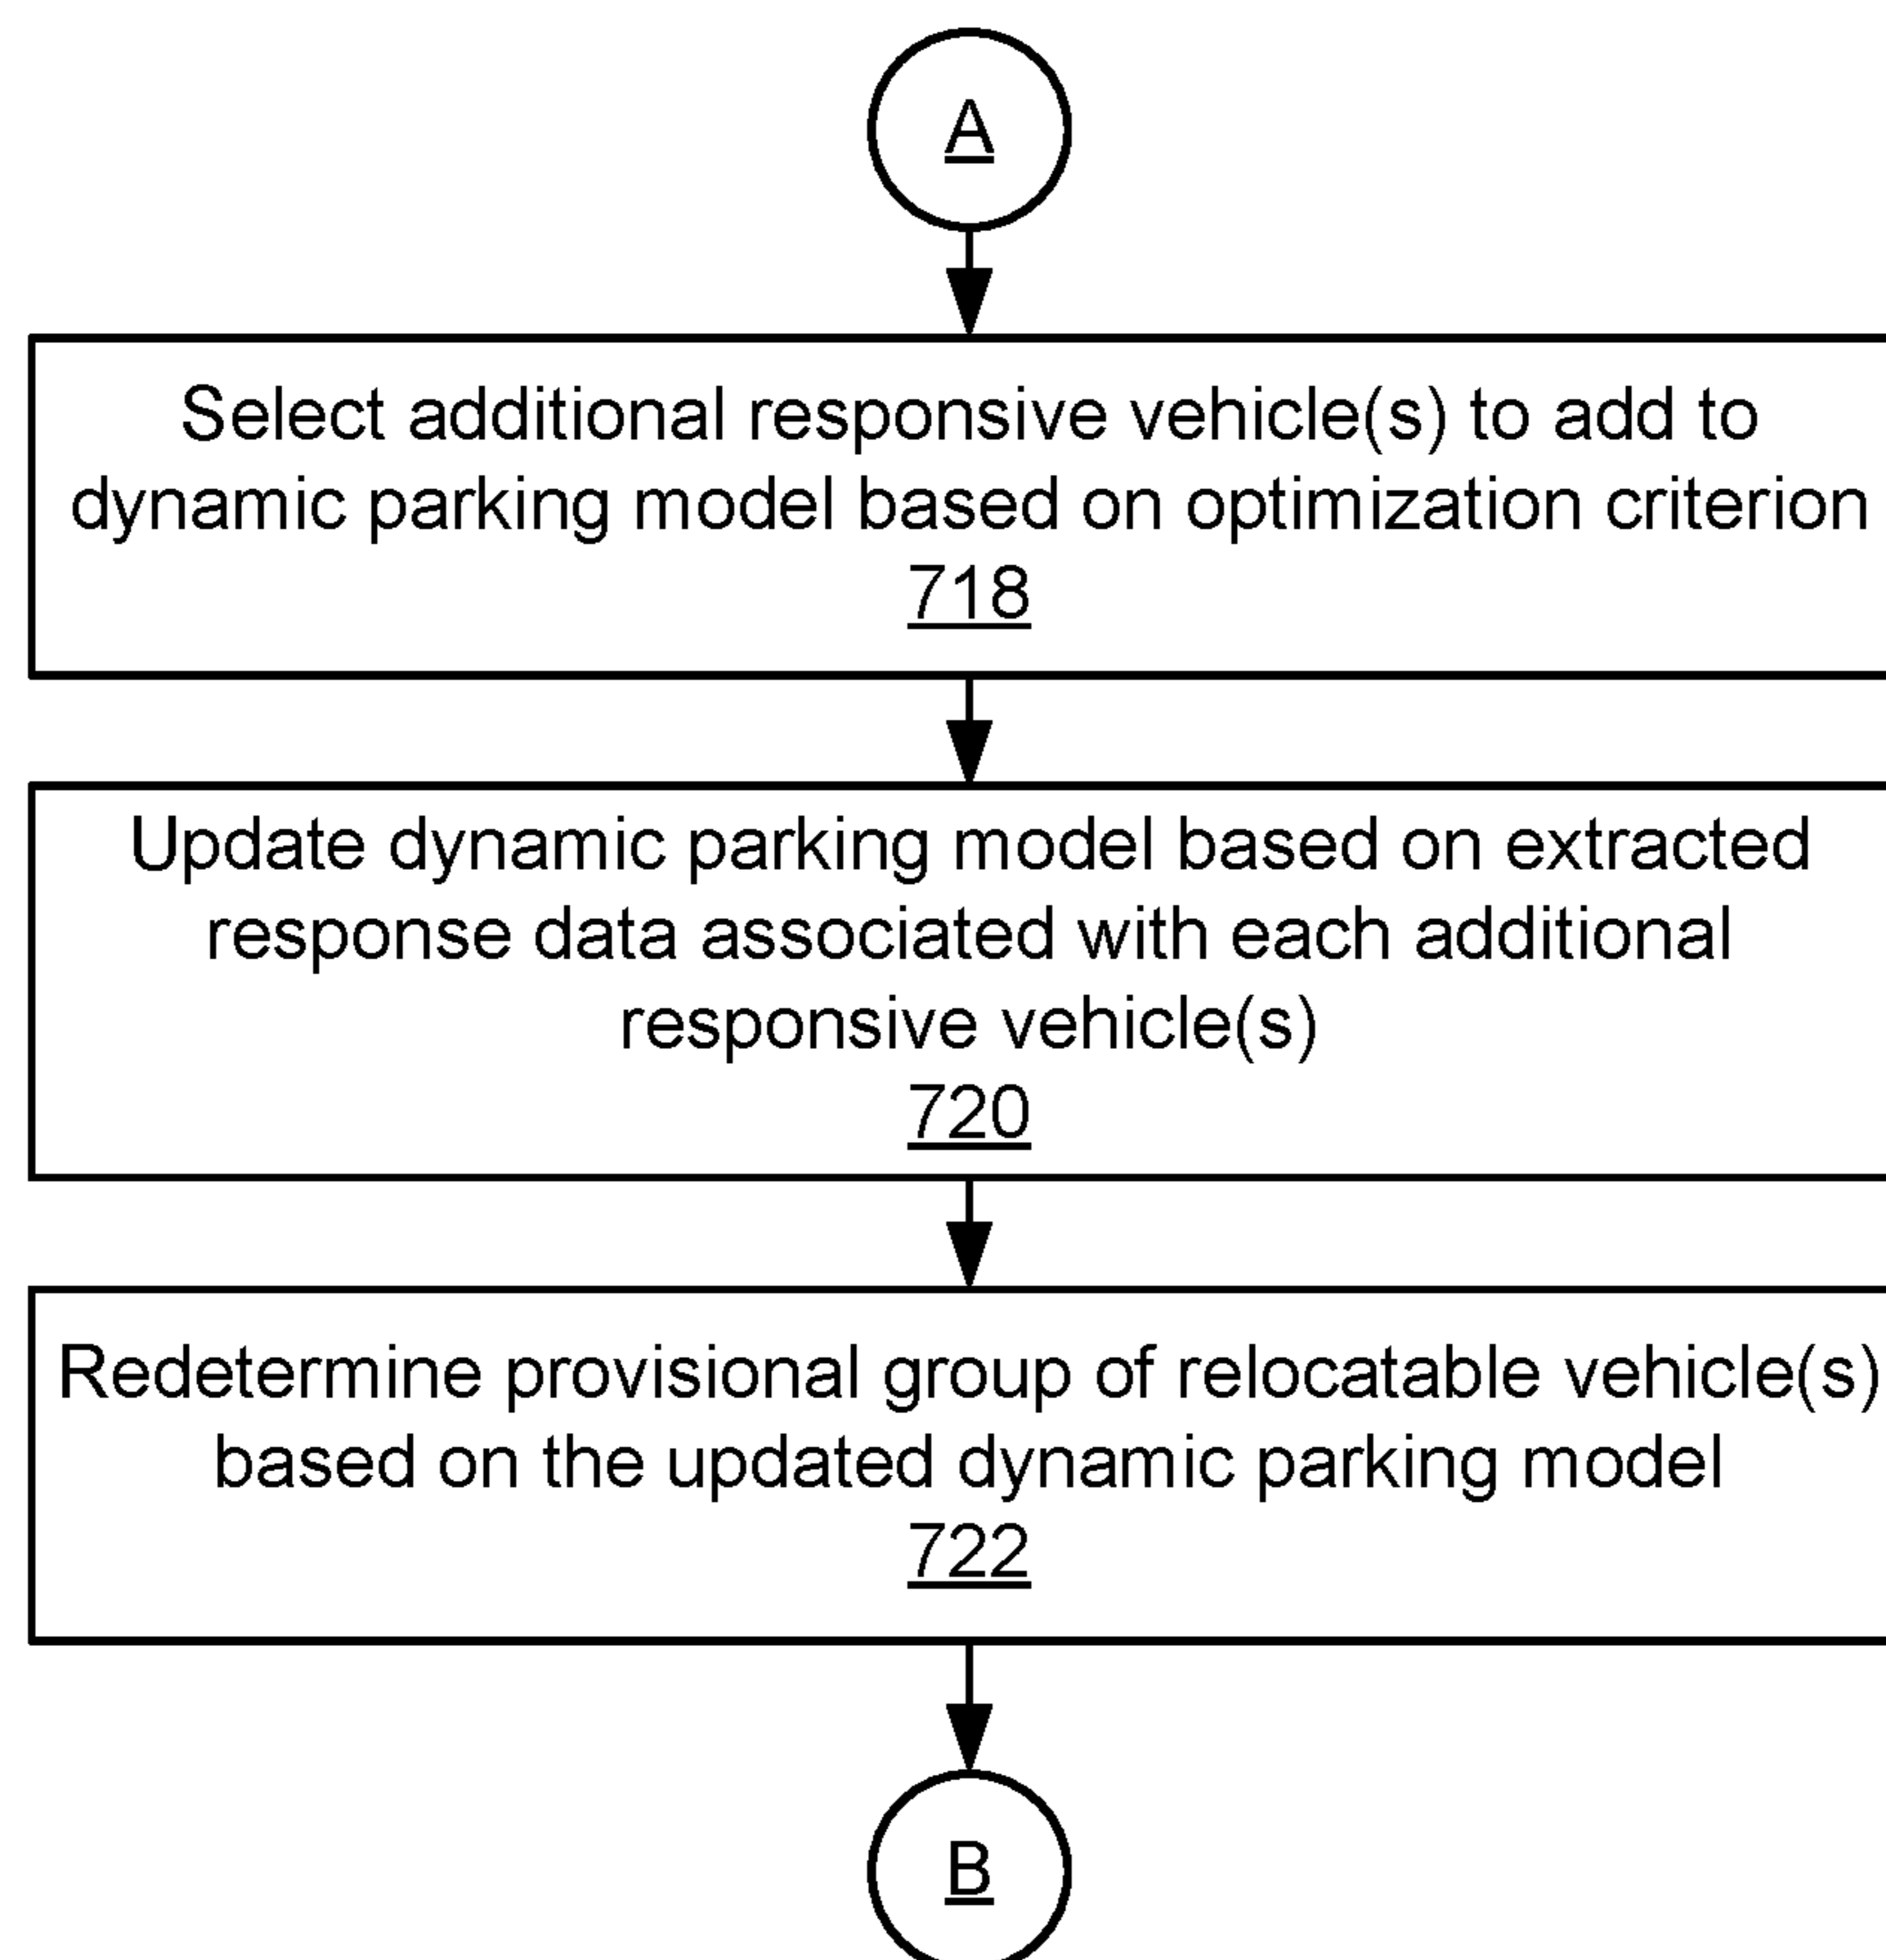 A
Select additional responsive vehicle(s) to add to
dynamic parking model based on optimization criterion
718
Update dynamic parking model based on extracted
response data associated with each additional
responsive vehicle(s)
720
Redetermine provisional group of relocatable vehicle(s)
based on the updated dynamic parking model
722
B